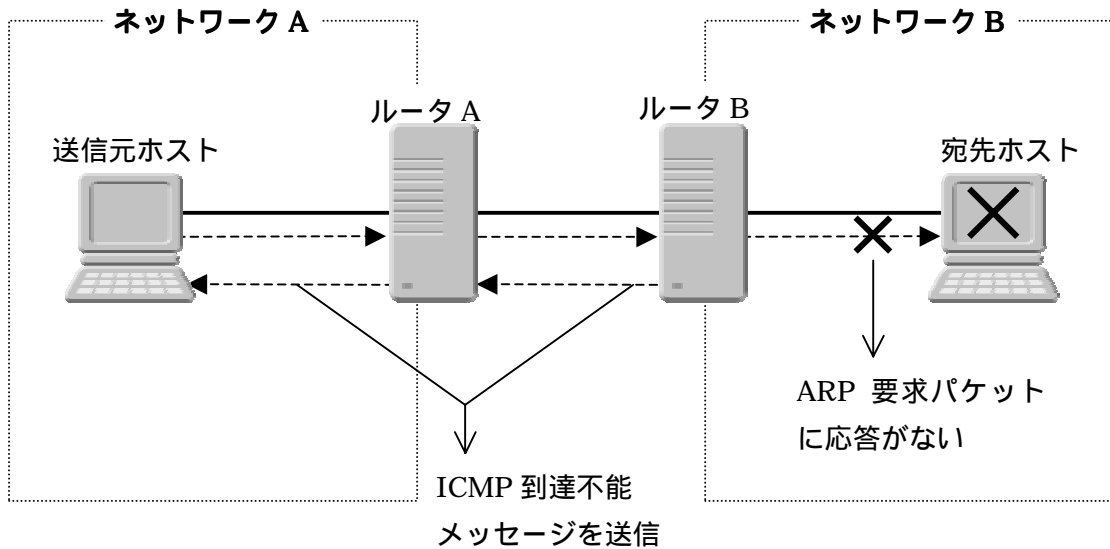 ネットワーク A
ネットワーク B
ルータ A
ルータ B
送信元ホスト
宛先ホスト
ARP 要求パケット
に応答がない
ICMP 到達不能
メッセージを送信